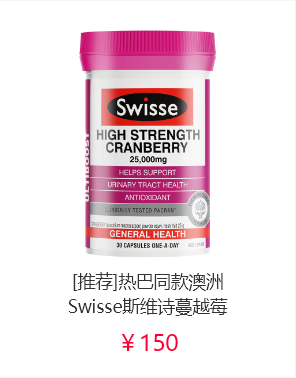 Swisse
ULTIBOOST
HIGH STRENGTH
CRANBERRY
25,000mg
HELPS SUPPORT
URINARY TRACT HEALTH
ANTIOXIDANT
GENERAL HEALTH
30 CAPSULES ONE-A-DAY
[推荐]热巴同款澳洲
Swisse斯维诗蔓越莓
￥150